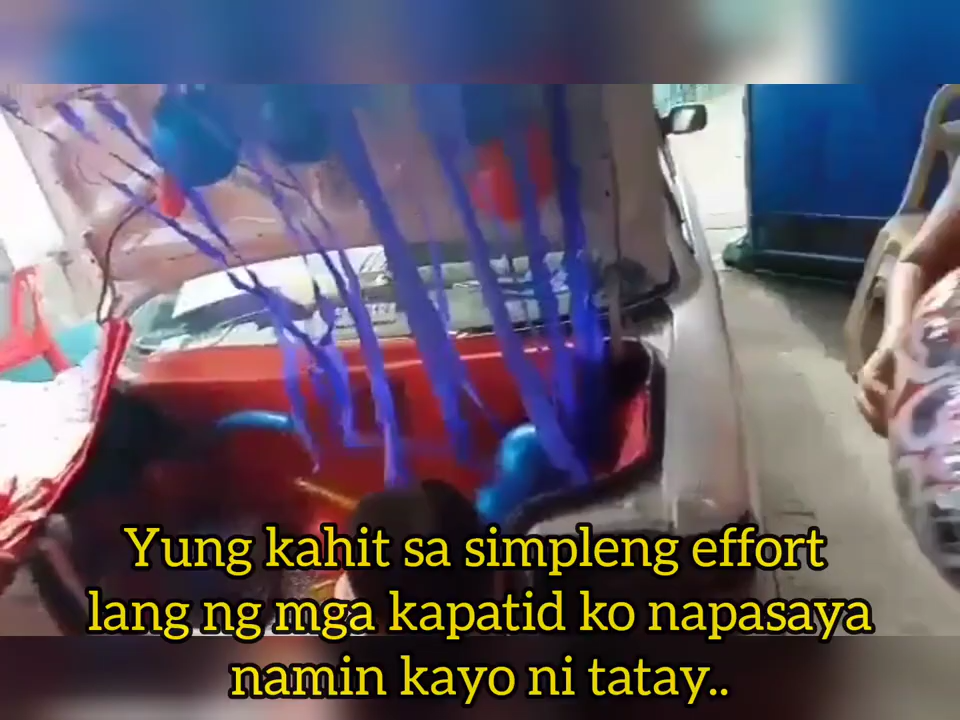 Yung kahit sa simpleng effort
lang ng mga kapatid ko napasaya
namin kayo ni tatay..